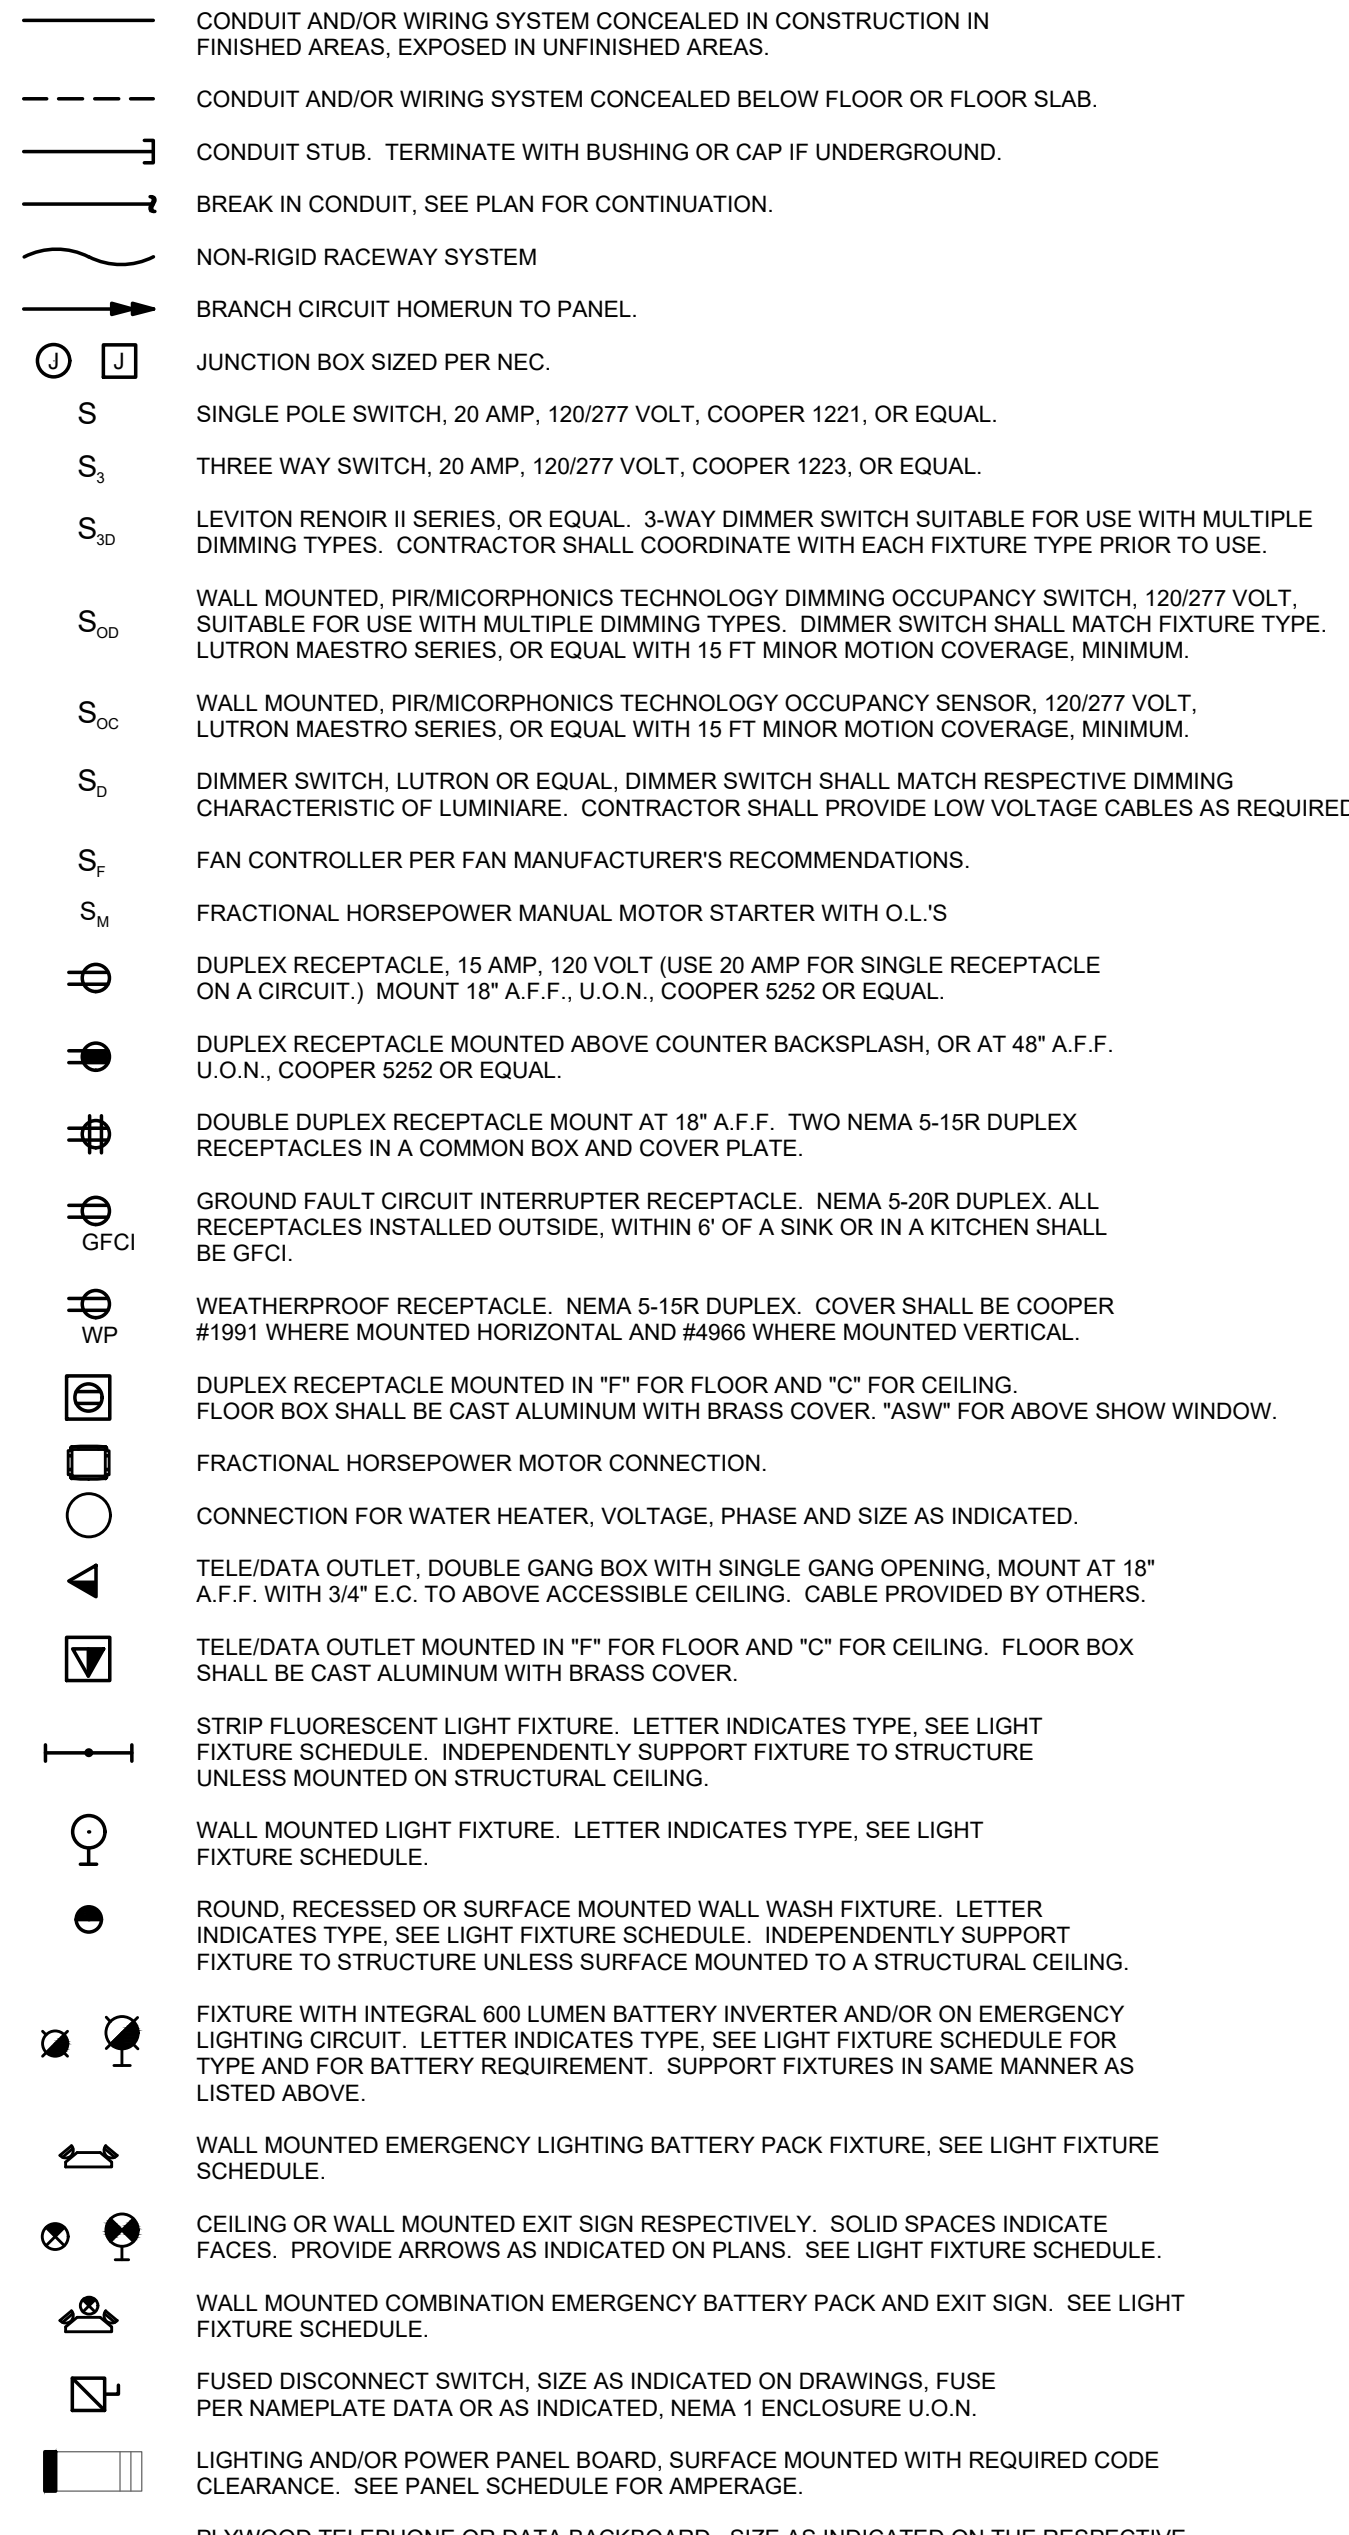 CONDUIT AND/OR WIRING SYSTEM CONCEALED IN CONSTRUCTION IN
FINISHED AREAS, EXPOSED IN UNFINISHED AREAS.
CONDUIT AND/OR WIRING SYSTEM CONCEALED BELOW FLOOR OR FLOOR SLAB.
CONDUIT STUB. TERMINATE WITH BUSHING OR CAP IF UNDERGROUND.
BREAK IN CONDUIT, SEE PLAN FOR CONTINUATION.
NON-RIGID RACEWAY SYSTEM
BRANCH CIRCUIT HOMERUN TO PANEL.
J J JUNCTION BOX SIZED PER NEC.
S SINGLE POLE SWITCH, 20 AMP, 120/277 VOLT, COOPER 1221, OR EQUAL.
S3 THREE WAY SWITCH, 20 AMP, 120/277 VOLT, COOPER 1223, OR EQUAL.
S3D LEVITON RENOIR II SERIES, OR EQUAL. 3-WAY DIMMER SWITCH SUITABLE FOR USE WITH MULTIPLE
DIMMING TYPES. CONTRACTOR SHALL COORDINATE WITH EACH FIXTURE TYPE PRIOR TO USE.
WALL MOUNTED, PIR/MICORPHONICS TECHNOLOGY DIMMING OCCUPANCY SWITCH, 120/277 VOLT,
SOD SUITABLE FOR USE WITH MULTIPLE DIMMING TYPES. DIMMER SWITCH SHALL MATCH FIXTURE TYPE.
LUTRON MAESTRO SERIES, OR EQUAL WITH 15 FT MINOR MOTION COVERAGE, MINIMUM.
SOC WALL MOUNTED, PIR/MICORPHONICS TECHNOLOGY OCCUPANCY SENSOR, 120/277 VOLT,
LUTRON MAESTRO SERIES, OR EQUAL WITH 15 FT MINOR MOTION COVERAGE, MINIMUM.
SD DIMMER SWITCH, LUTRON OR EQUAL, DIMMER SWITCH SHALL MATCH RESPECTIVE DIMMING
CHARACTERISTIC OF LUMINIARE. CONTRACTOR SHALL PROVIDE LOW VOLTAGE CABLES AS REQUIRED
SF FAN CONTROLLER PER FAN MANUFACTURER'S RECOMMENDATIONS.
SM FRACTIONAL HORSEPOWER MANUAL MOTOR STARTER WITH O.L.'S
DUPLEX RECEPTACLE, 15 AMP, 120 VOLT (USE 20 AMP FOR SINGLE RECEPTACLE
ON A CIRCUIT.) MOUNT 18" A.F.F., U.O.N., COOPER 5252 OR EQUAL.
DUPLEX RECEPTACLE MOUNTED ABOVE COUNTER BACKSPLASH, OR AT 48" A.F.F.
U.O.N., COOPER 5252 OR EQUAL.
DOUBLE DUPLEX RECEPTACLE MOUNT AT 18" A.F.F. TWO NEMA 5-15R DUPLEX
RECEPTACLES IN A COMMON BOX AND COVER PLATE.
GROUND FAULT CIRCUIT INTERRUPTER RECEPTACLE. NEMA 5-20R DUPLEX. ALL
RECEPTACLES INSTALLED OUTSIDE, WITHIN 6' OF A SINK OR IN A KITCHEN SHALL
GFCI BE GFCI.
WEATHERPROOF RECEPTACLE. NEMA 5-15R DUPLEX. COVER SHALL BE COOPER
WP #1991 WHERE MOUNTED HORIZONTAL AND #4966 WHERE MOUNTED VERTICAL.
DUPLEX RECEPTACLE MOUNTED IN "F" FOR FLOOR AND "C" FOR CEILING.
FLOOR BOX SHALL BE CAST ALUMINUM WITH BRASS COVER. "ASW" FOR ABOVE SHOW WINDOW.
FRACTIONAL HORSEPOWER MOTOR CONNECTION.
CONNECTION FOR WATER HEATER, VOLTAGE, PHASE AND SIZE AS INDICATED.
TELE/DATA OUTLET, DOUBLE GANG BOX WITH SINGLE GANG OPENING, MOUNT AT 18"
A.F.F. WITH 3/4" E.C. TO ABOVE ACCESSIBLE CEILING. CABLE PROVIDED BY OTHERS.
TELE/DATA OUTLET MOUNTED IN "F" FOR FLOOR AND "C" FOR CEILING. FLOOR BOX
SHALL BE CAST ALUMINUM WITH BRASS COVER.
STRIP FLUORESCENT LIGHT FIXTURE. LETTER INDICATES TYPE, SEE LIGHT
FIXTURE SCHEDULE. INDEPENDENTLY SUPPORT FIXTURE TO STRUCTURE
UNLESS MOUNTED ON STRUCTURAL CEILING.
WALL MOUNTED LIGHT FIXTURE. LETTER INDICATES TYPE, SEE LIGHT
FIXTURE SCHEDULE.
ROUND, RECESSED OR SURFACE MOUNTED WALL WASH FIXTURE. LETTER
INDICATES TYPE, SEE LIGHT FIXTURE SCHEDULE. INDEPENDENTLY SUPPORT
FIXTURE TO STRUCTURE UNLESS SURFACE MOUNTED TO A STRUCTURAL CEILING.
FIXTURE WITH INTEGRAL 600 LUMEN BATTERY INVERTER AND/OR ON EMERGENCY
LIGHTING CIRCUIT. LETTER INDICATES TYPE, SEE LIGHT FIXTURE SCHEDULE FOR
TYPE AND FOR BATTERY REQUIREMENT. SUPPORT FIXTURES IN SAME MANNER AS
LISTED ABOVE.
WALL MOUNTED EMERGENCY LIGHTING BATTERY PACK FIXTURE, SEE LIGHT FIXTURE
SCHEDULE.
CEILING OR WALL MOUNTED EXIT SIGN RESPECTIVELY. SOLID SPACES INDICATE
FACES. PROVIDE ARROWS AS INDICATED ON PLANS. SEE LIGHT FIXTURE SCHEDULE.
WALL MOUNTED COMBINATION EMERGENCY BATTERY PACK AND EXIT SIGN. SEE LIGHT
FIXTURE SCHEDULE.
FUSED DISCONNECT SWITCH, SIZE AS INDICATED ON DRAWINGS, FUSE
PER NAMEPLATE DATA OR AS INDICATED, NEMA 1 ENCLOSURE U.O.N.
LIGHTING AND/OR POWER PANEL BOARD, SURFACE MOUNTED WITH REQUIRED CODE
CLEARANCE. SEE PANEL SCHEDULE FOR AMPERAGE.
PLYWOOD TELEPHONE OR DATA BACKBOARD. SIZE AS INDICATED ON THE RESPECTIVE